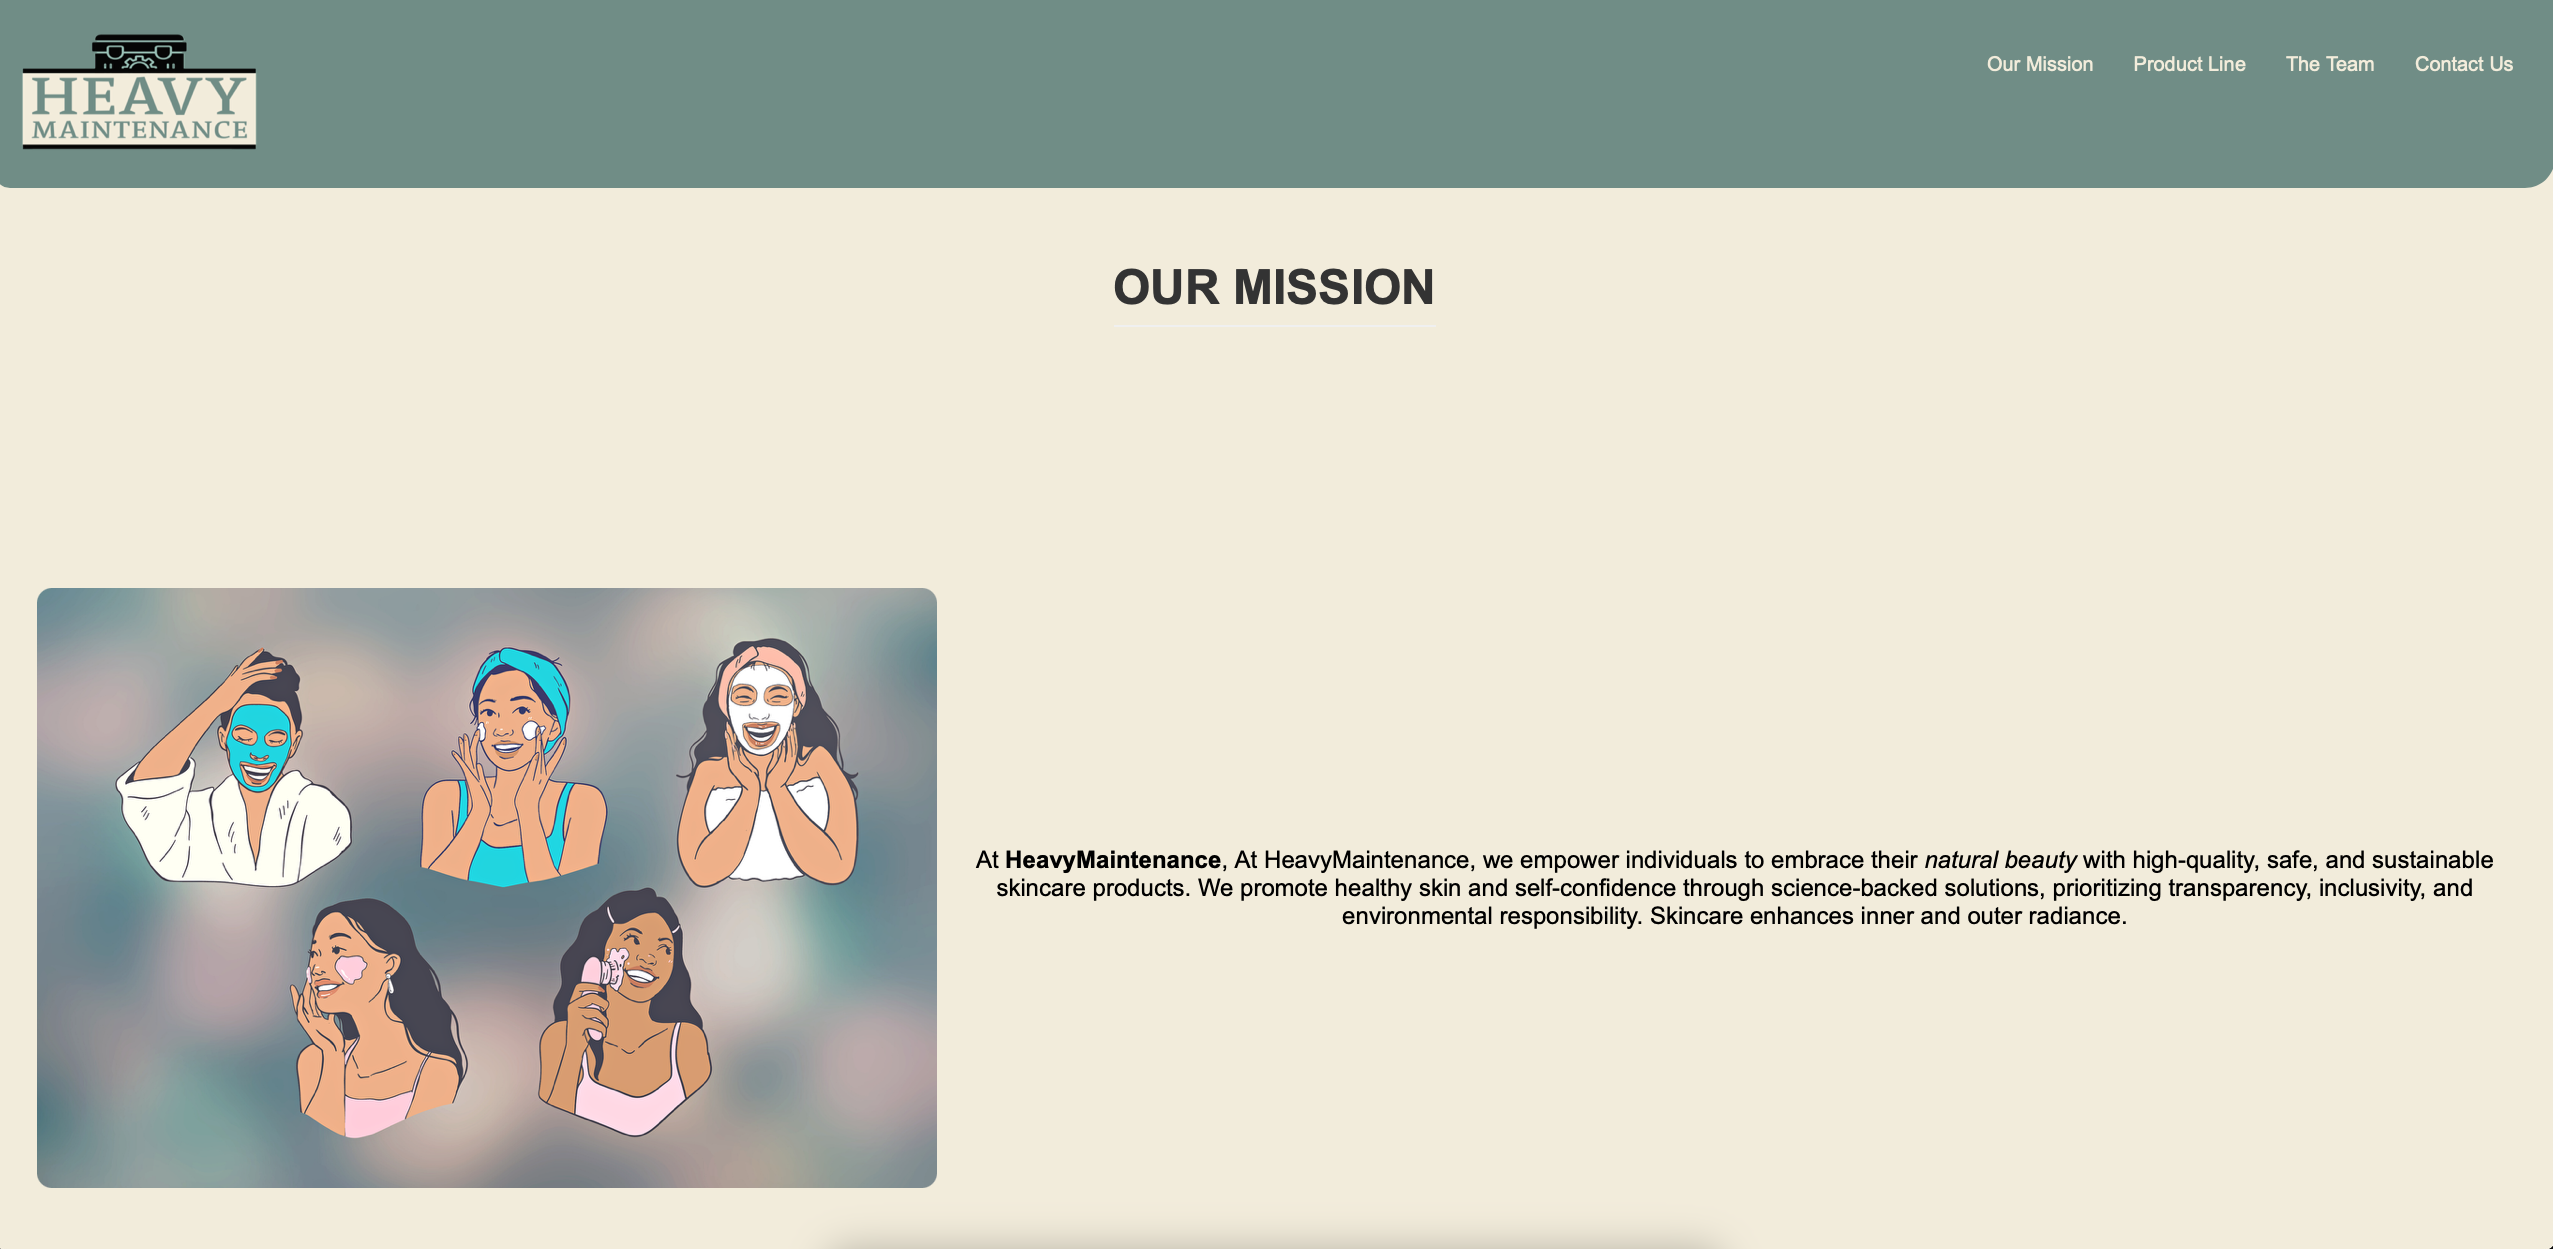 HEAVY
MAINTENANCE
Our Mission Product Line The Team Contact Us
OUR MISSION
At HeavyMaintenance, At HeavyMaintenance, we empower individuals to embrace their natural beauty with high-quality, safe, and sustainable
skincare products. We promote healthy skin and self-confidence through science-backed solutions, prioritizing transparency, inclusivity, and
environmental responsibility. Skincare enhances inner and outer radiance.